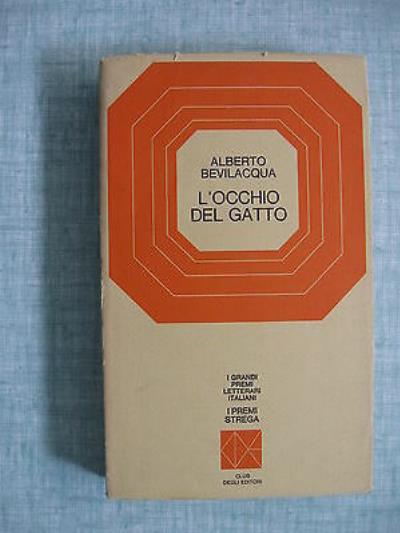 ALBERTO
BEVILACQUA
L'OCCHIO
DEL GATTO
I GRANDI
PREMI
LETTERARI
ITALIANI
I PREMI
STREGA
CLUB
DEGLI EDITORI